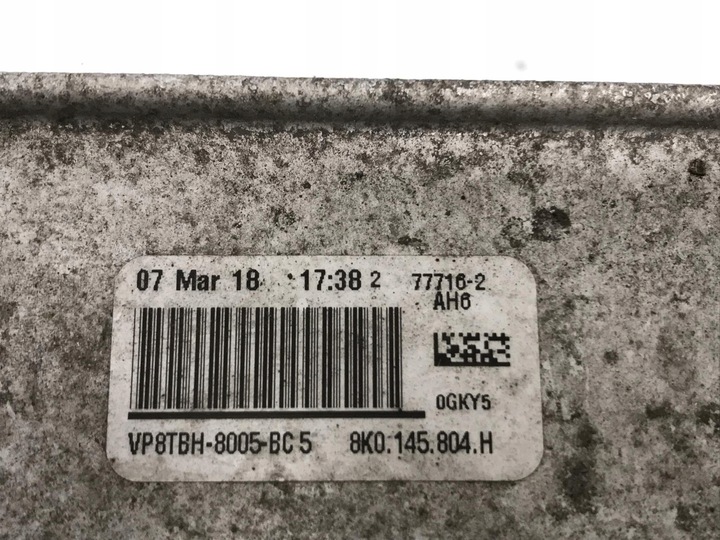 07 Mar 18 17:38 2 77716-2
AH6
0GKY5
VP8TBH-8005-BC 5 8K0.145.804.H